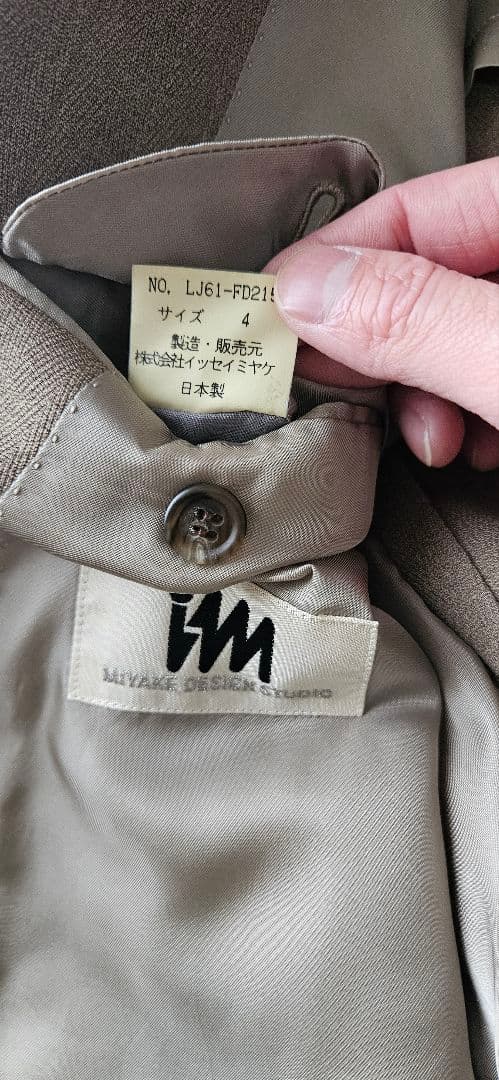 NO. LJ61-FD215
サイズ 4
製造・販売元
株式会社イッセイミヤケ
日本製
im
MIYAKE DESIGN STUDIO